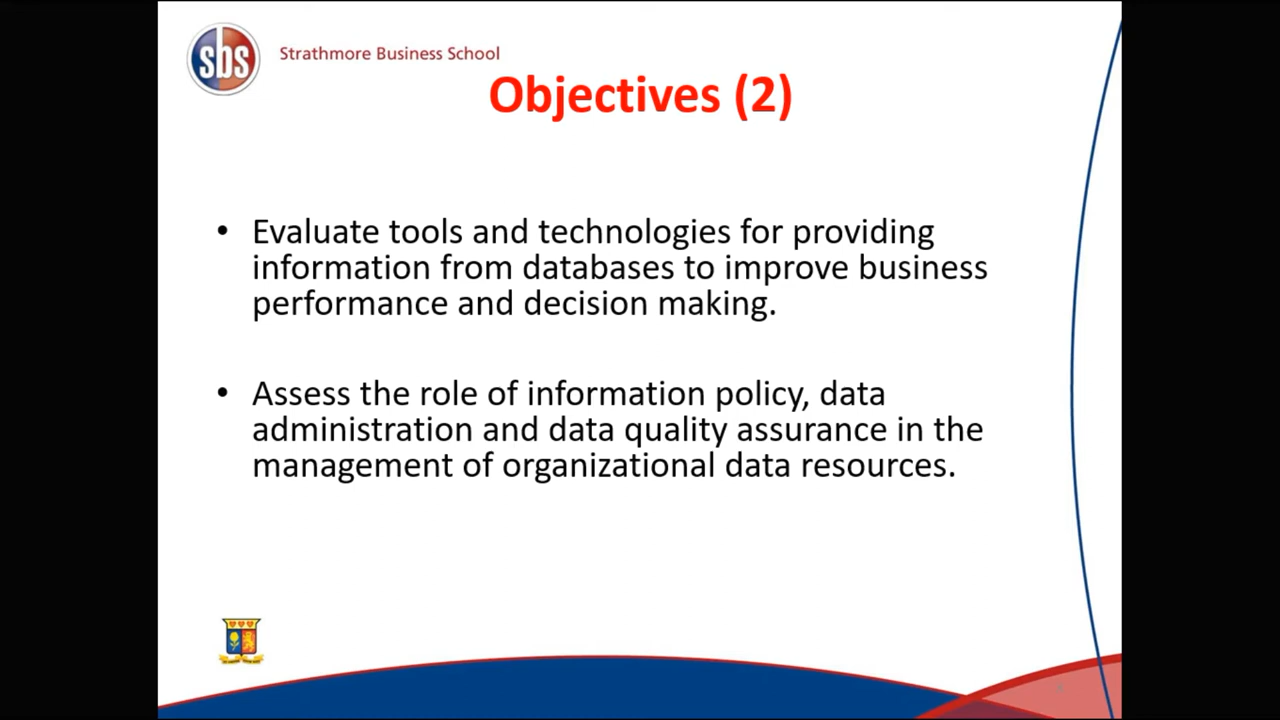 sbs
Strathmore Business School
Objectives (2)
• Evaluate tools and technologies for providing
information from databases to improve business
performance and decision making.
• Assess the role of information policy, data
administration and data quality assurance in the
management of organizational data resources.